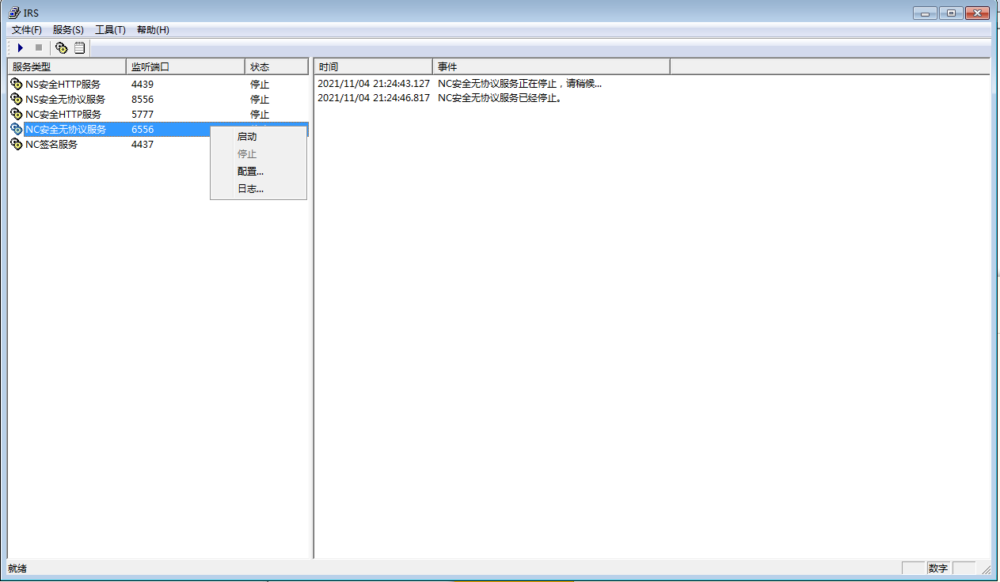 IRS
文件(F) 服务(S) 工具(T) 帮助(H)
服务类型 监听端口 状态 时间 事件
NS安全HTTP服务 4439 停止 2021/11/04 21:24:43.127 NC安全无协议服务正在停止，请稍候...
NS安全无协议服务 8556 停止 2021/11/04 21:24:46.817 NC安全无协议服务已经停止。
NC安全HTTP服务 5777 停止
NC安全无协议服务 6556
启动
NC签名服务 4437
停止
配置...
日志...
就绪 数字